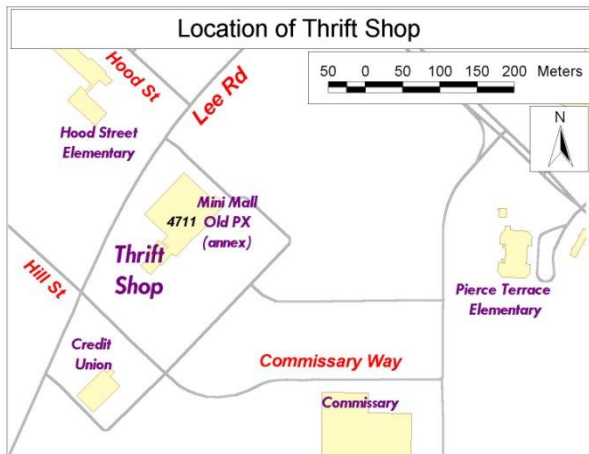 Location of Thrift Shop
50 0 50 100 150 200 Meters
N
Hood St
Lee Rd
Hood Street
Elementary
Mini Mall
4711 Old PX
(annex)
Thrift
Shop
Hill St
Pierce Terrace
Elementary
Credit
Union
Commissary Way
Commissary